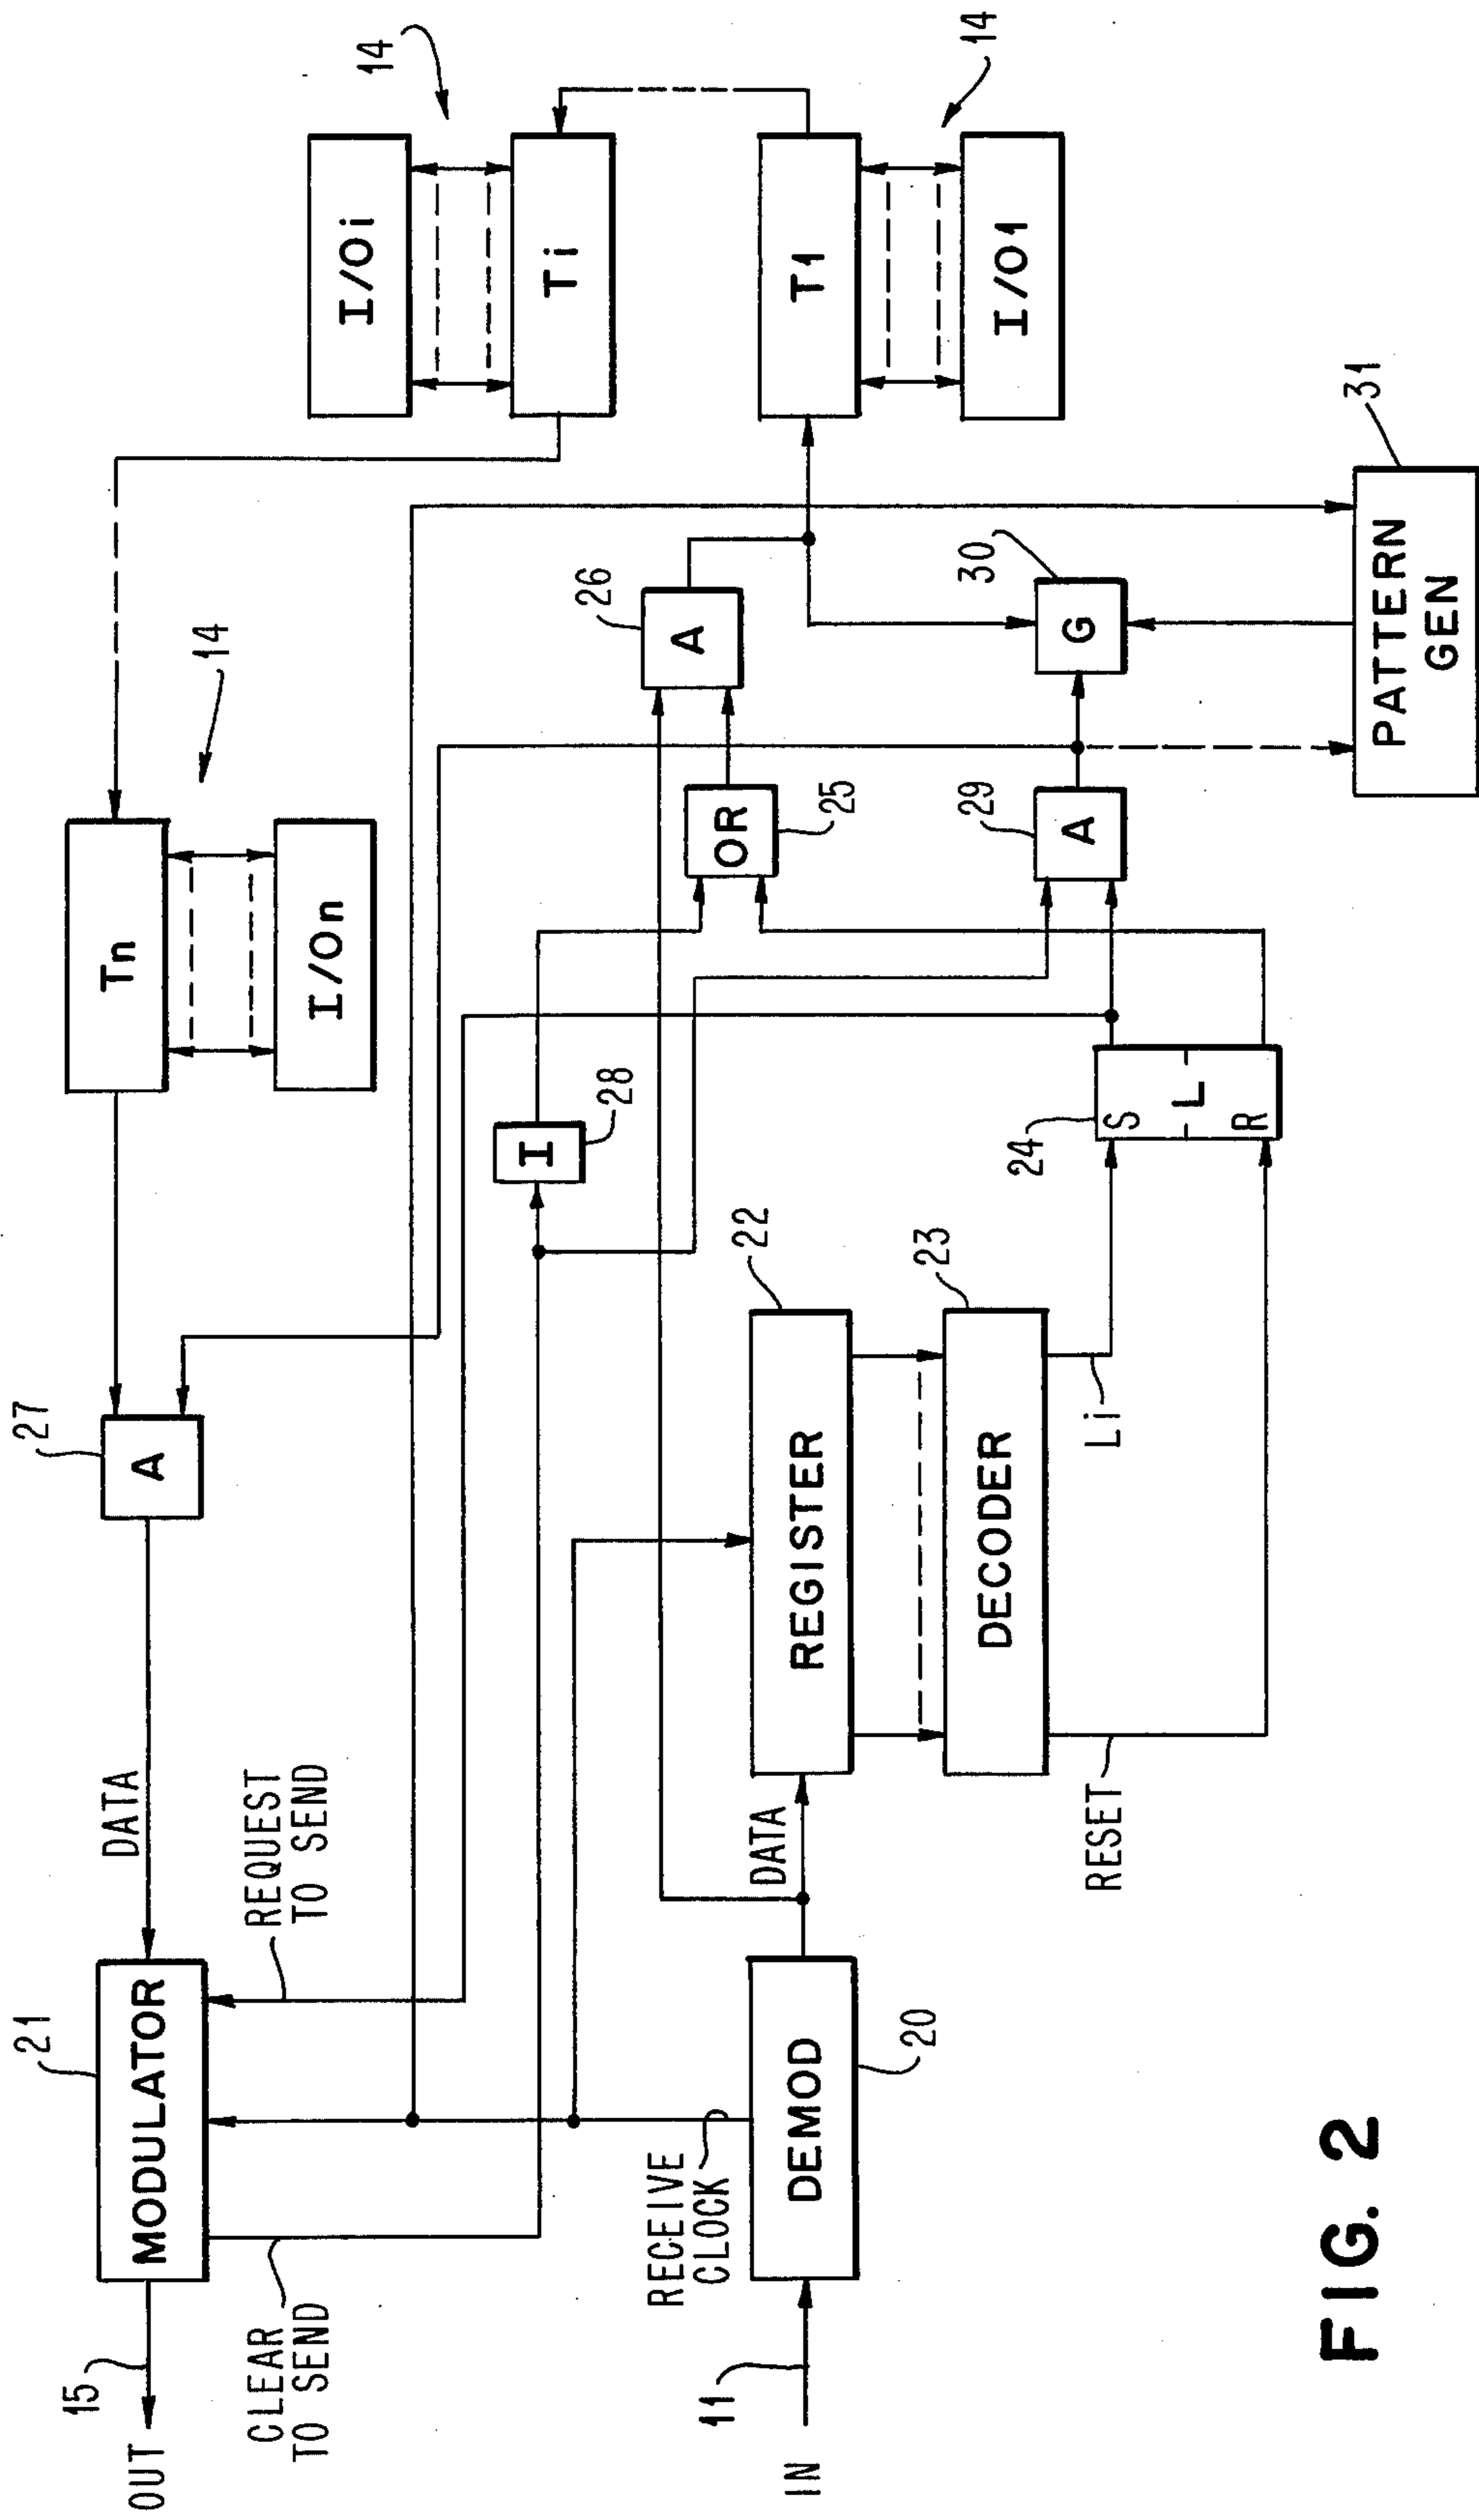 OUT
15
21
MODULATOR
DATA
27
A
Tn
I/On
14
CLEAR
TO SEND
REQUEST
TO SEND
I
28
I/Oi
Ti
14
RECEIVE
CLOCK
IN
11
DEMOD
20
DATA
REGISTER
22
DECODER
23
OR
25
A
26
T1
I/O1
14
RESET
Li
24
S
L
R
29
A
30
G
PATTERN
GEN
31
FIG. 2